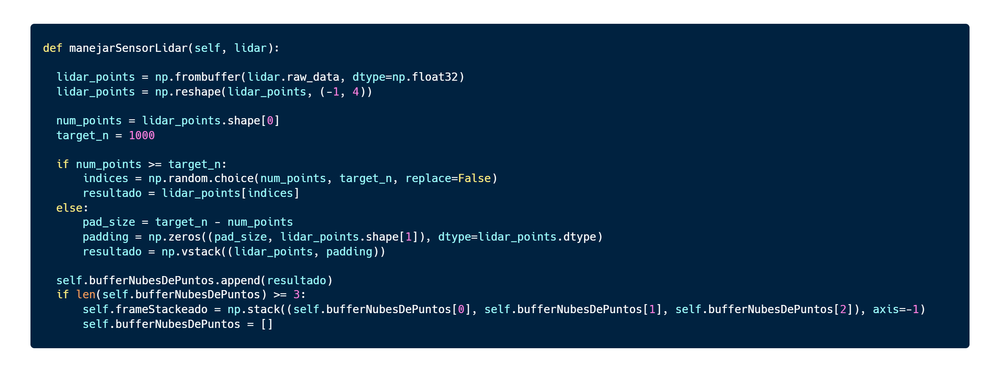 def manejarSensorLidar(self, lidar):
lidar_points = np.frombuffer(lidar.raw_data, dtype=np.float32)
lidar_points = np.reshape(lidar_points, (-1, 4))
num_points = lidar_points.shape[0]
target_n = 1000
if num_points >= target_n:
indices = np.random.choice(num_points, target_n, replace=False)
resultado = lidar_points[indices]
else:
pad_size = target_n - num_points
padding = np.zeros((pad_size, lidar_points.shape[1]), dtype=lidar_points.dtype)
resultado = np.vstack((lidar_points, padding))
self.bufferNubesDePuntos.append(resultado)
if len(self.bufferNubesDePuntos) >= 3:
self.frameStackeado = np.stack((self.bufferNubesDePuntos[0], self.bufferNubesDePuntos[1], self.bufferNubesDePuntos[2]), axis=-1)
self.bufferNubesDePuntos = []